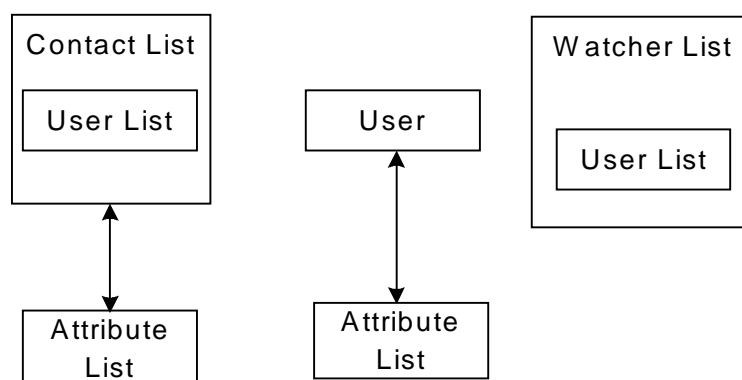 Contact List
User List
User
Watcher List
User List
Attribute
List
Attribute
List